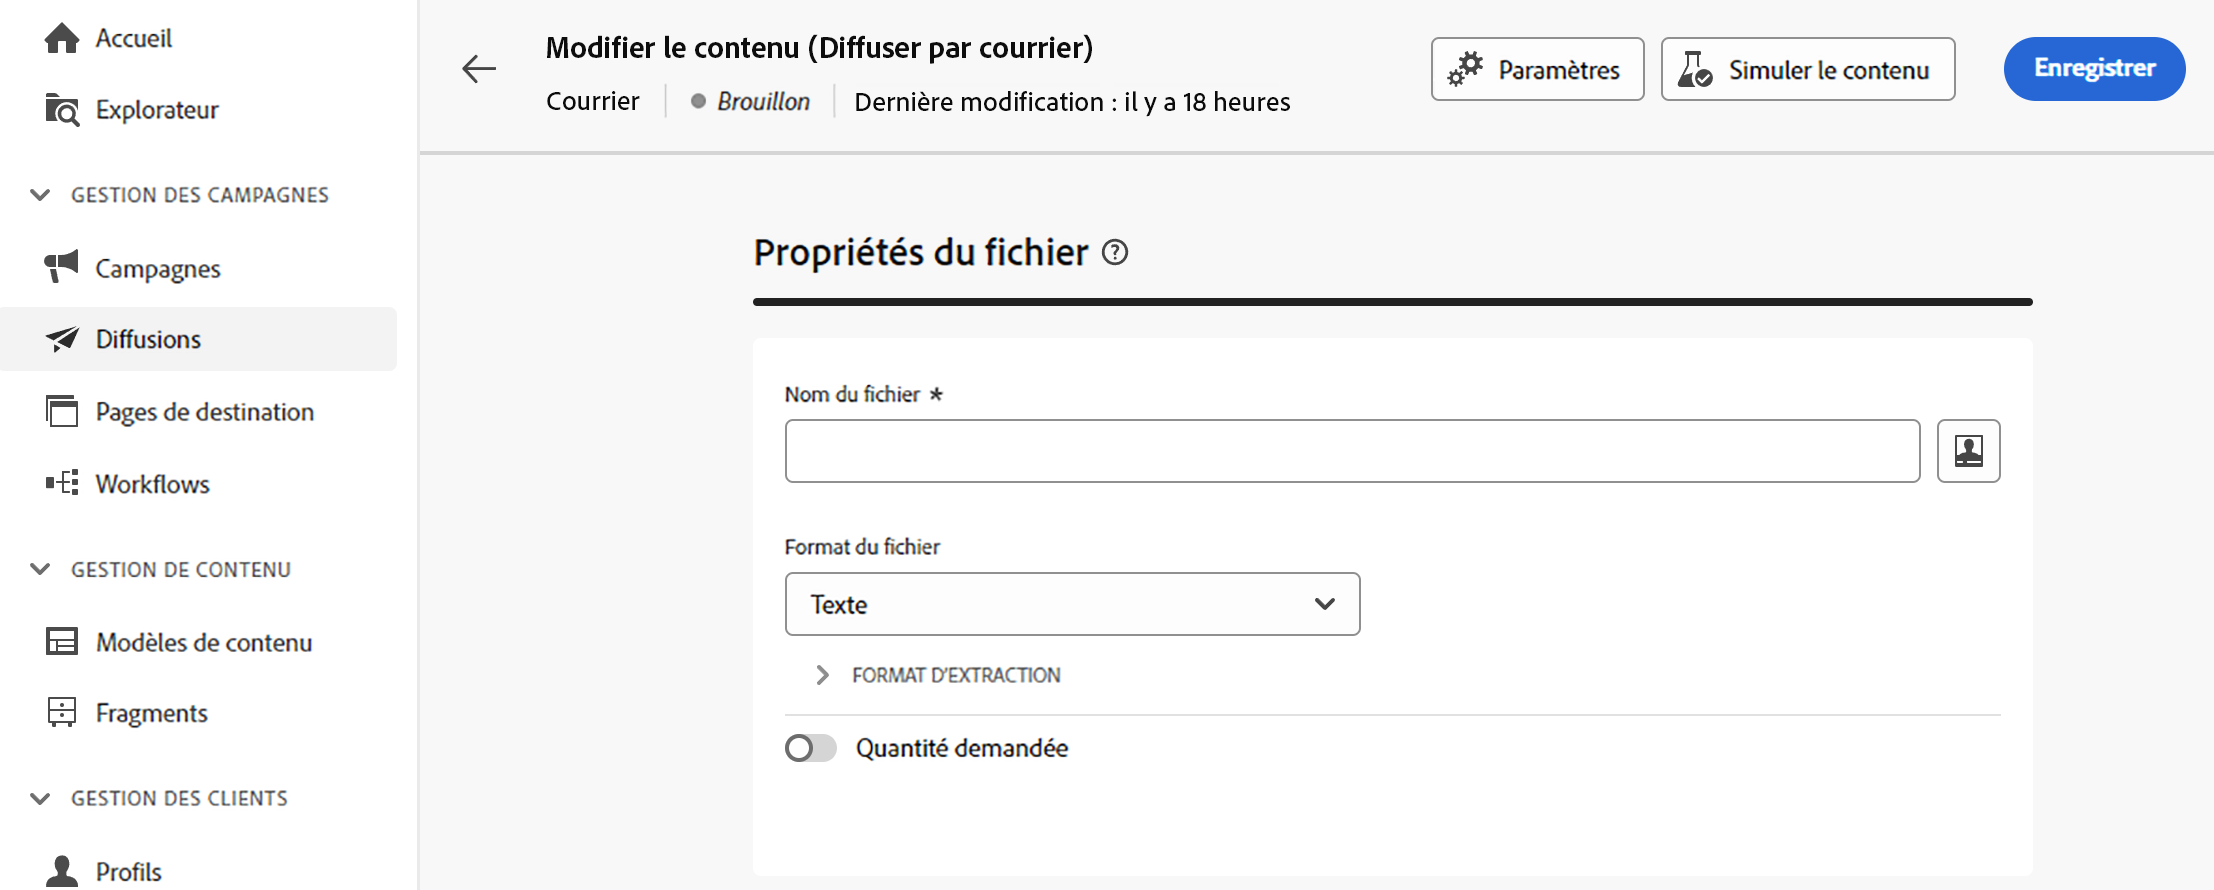 Accueil
Explorateur
GESTION DES CAMPAGNES
Campagnes
Diffusions
Pages de destination
Workflows
GESTION DE CONTENU
Modèles de contenu
Fragments
GESTION DES CLIENTS
Profils
Modifier le contenu (Diffuser par courrier)
Courrier Brouillon Dernière modification : il y a 18 heures
Paramètres
Simuler le contenu
Enregistrer
Propriétés du fichier ?
Nom du fichier *
Format du fichier
Texte
FORMAT D'EXTRACTION
Quantité demandée